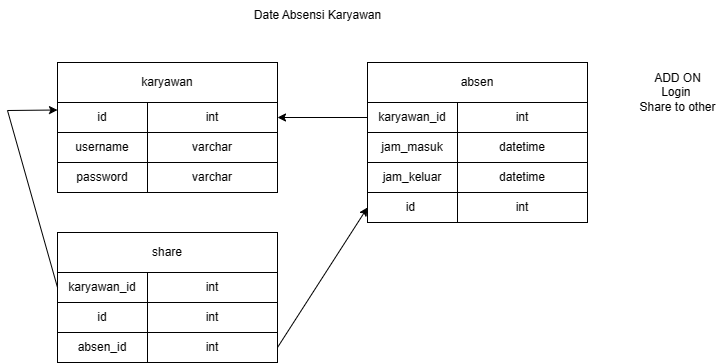 Date Absensi Karyawan
karyawan
id int
username varchar
password varchar
absen
karyawan_id int
jam_masuk datetime
jam_keluar datetime
id int
ADD ON
Login
Share to other
share
karyawan_id int
id int
absen_id int